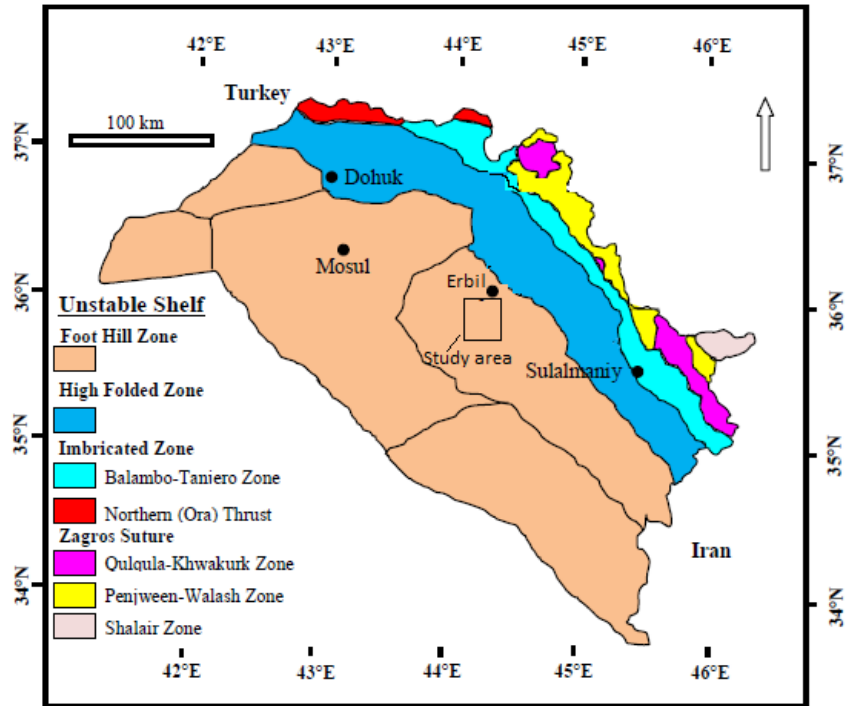 42°E 43°E 44°E 45°E 46°E
Turkey
100 km
37°N
37°N
Dohuk
Mosul
Erbil
36°N
36°N
Unstable Shelf
Foot Hill Zone
Study area
Sulalmaniy
High Folded Zone
35°N
35°N
Imbricated Zone
Balambo-Taniero Zone
Northern (Ora) Thrust
Zagros Suture
Iran
Qulqula-Khwakurk Zone
34°N
34°N
Penjween-Walash Zone
Shalair Zone
42°E 43°E 44°E 45°E 46°E